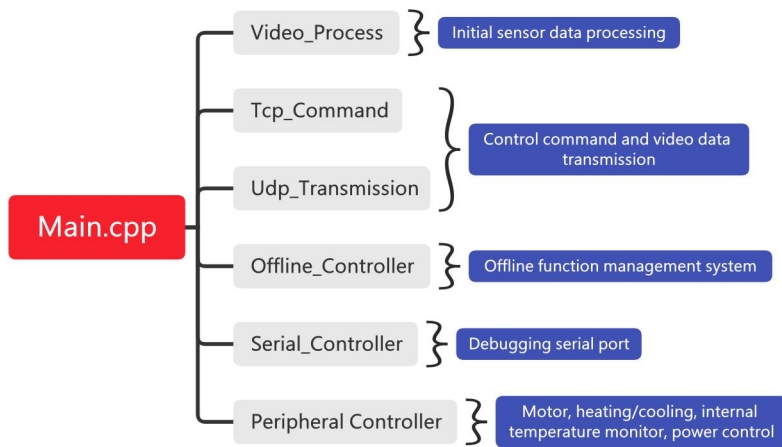 Main.cpp
Video_Process
Initial sensor data processing
Tcp_Command
Udp_Transmission
Control command and video data
transmission
Offline_Controller
Offline function management system
Serial_Controller
Debugging serial port
Peripheral Controller
Motor, heating/cooling, internal
temperature monitor, power control